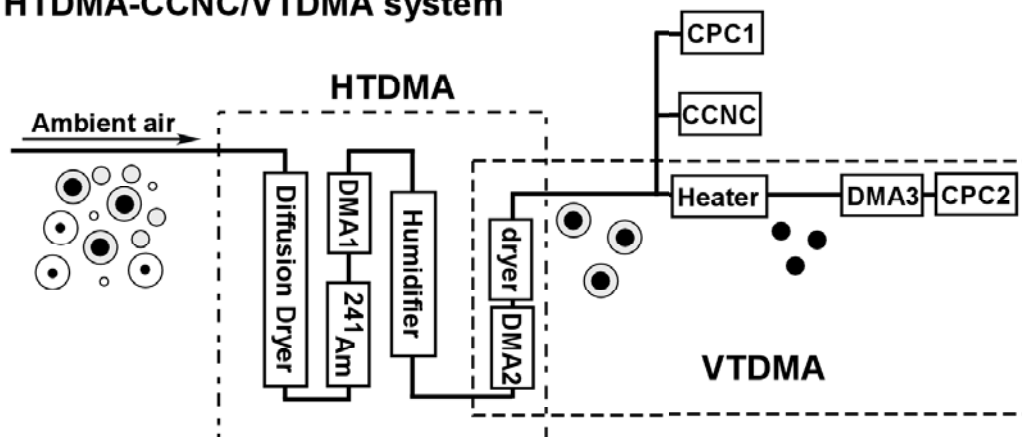 HTDMA-CCNC/VTDMA system
CPC1
HTDMA
CCNC
Ambient air
Diffusion Dryer
DMA1
241Am
Humidifier
dryer
DMA2
Heater
DMA3
CPC2
VTDMA